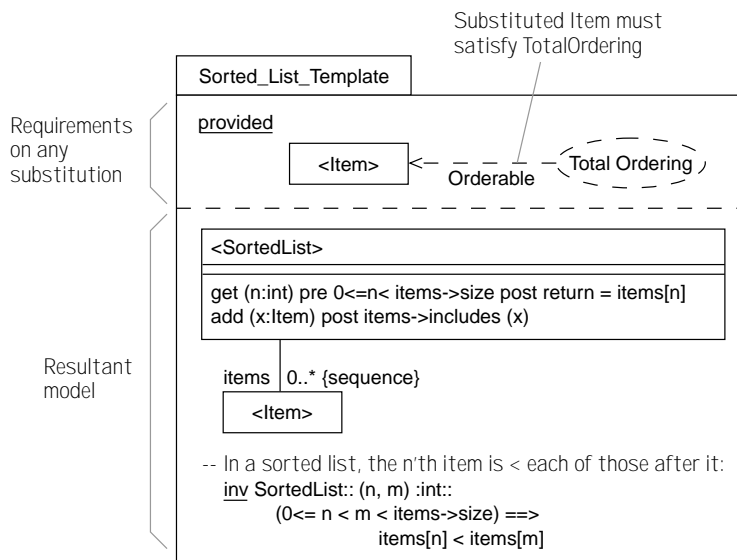 Substituted Item must
satisfy TotalOrdering
Sorted_List_Template
Requirements
on any
substitution
provided
<Item>
Orderable
Total Ordering
<SortedList>
get (n:int) pre 0<=n< items->size post return = items[n]
add (x:Item) post items->includes (x)
Resultant
model
items 0..* {sequence}
<Item>
-- In a sorted list, the n'th item is < each of those after it:
inv SortedList:: (n, m) :int::
(0<= n < m < items->size) ==>
items[n] < items[m]